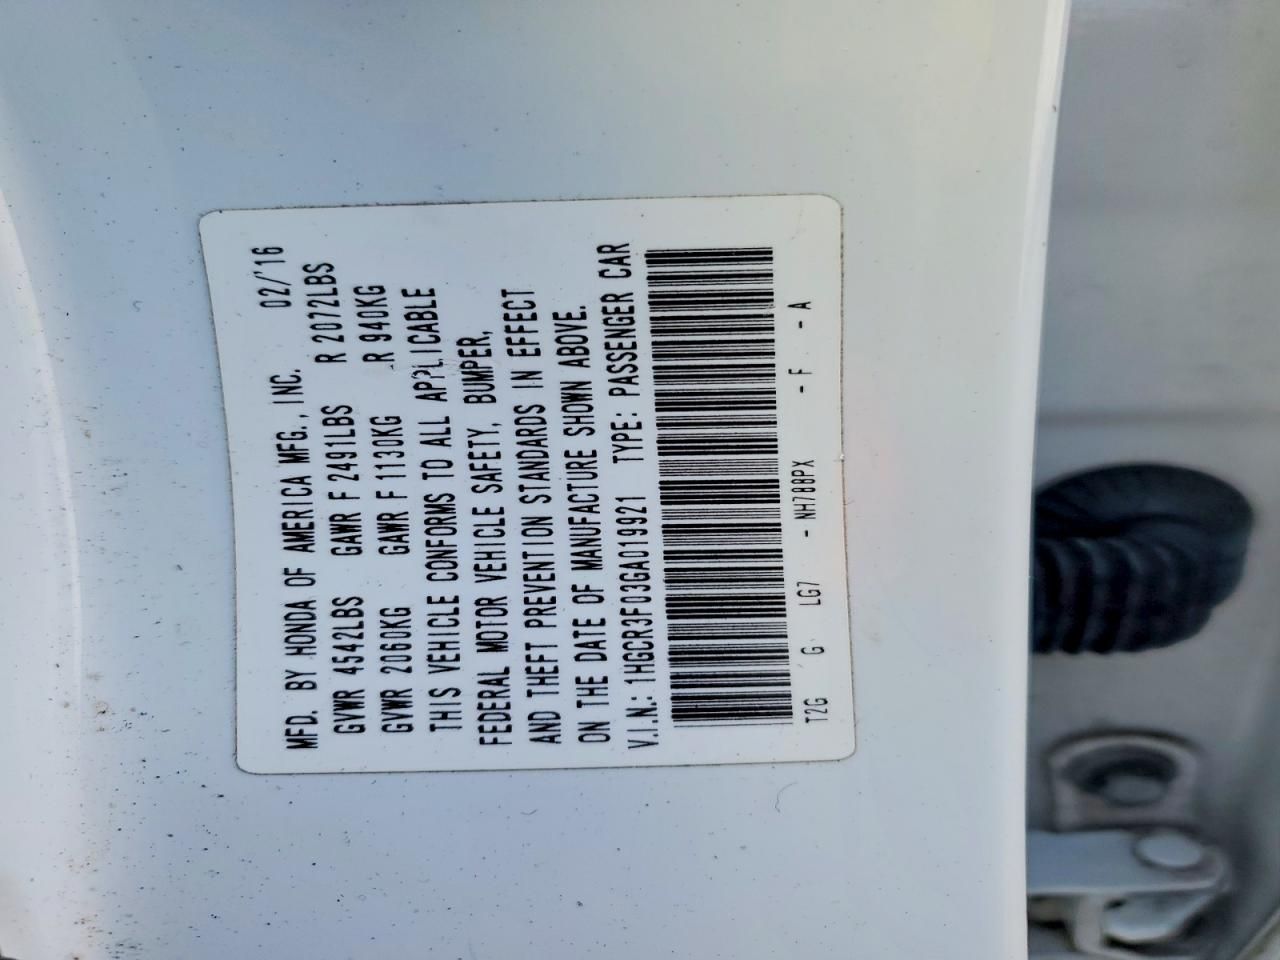 MFD. BY HONDA OF AMERICA MFG., INC. 02/'16
GVWR 4542LBS GAWR F 2491LBS R 2072LBS
GVWR 2060KG GAWR F 1130KG R 940KG
THIS VEHICLE CONFORMS TO ALL APPLICABLE
FEDERAL MOTOR VEHICLE SAFETY, BUMPER,
AND THEFT PREVENTION STANDARDS IN EFFECT
ON THE DATE OF MANUFACTURE SHOWN ABOVE.
V.I.N.: 1HGCR3F03GA019921 TYPE: PASSENGER CAR
T2G G LG7 - NH788PX - F - A